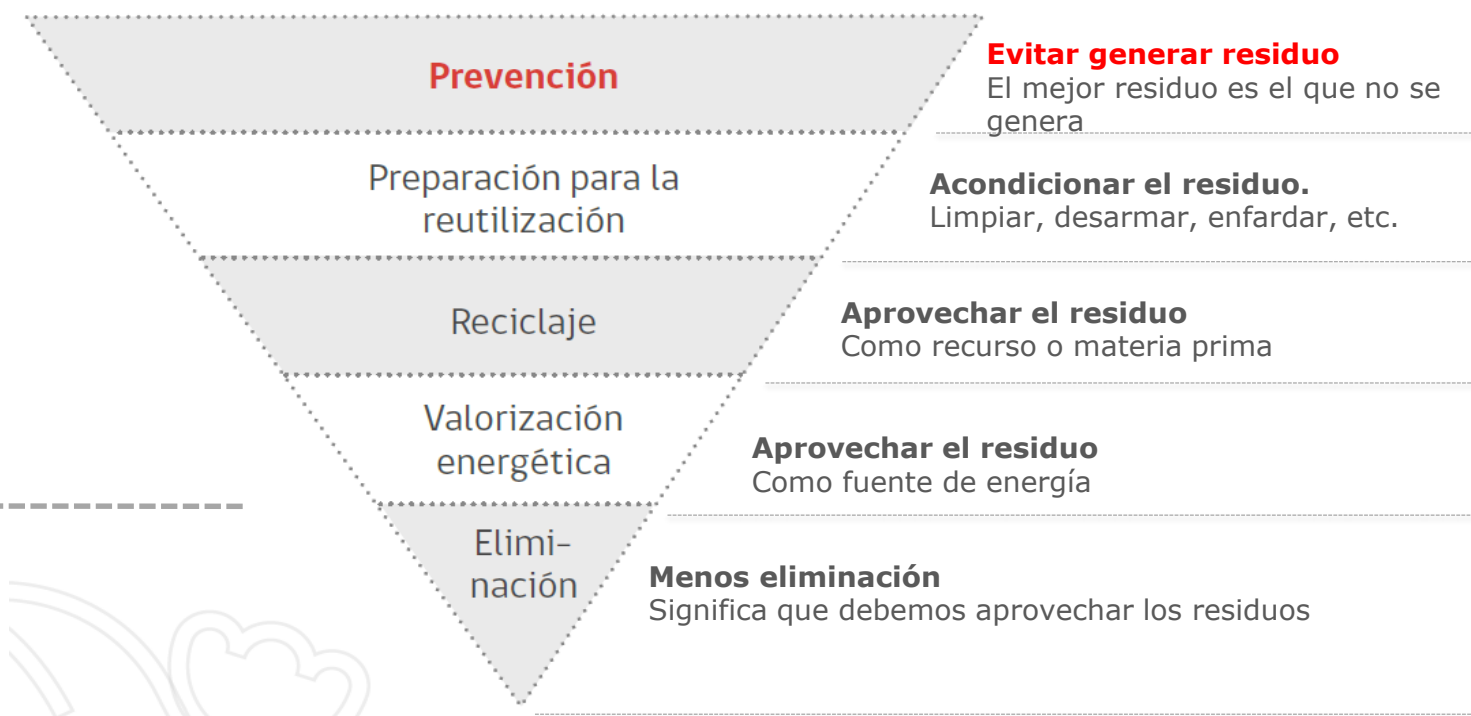 Prevención
Evitar generar residuo
El mejor residuo es el que no se
genera
Preparación para la
reutilización
Acondicionar el residuo.
Limpiar, desarmar, enfardar, etc.
Reciclaje
Aprovechar el residuo
Como recurso o materia prima
Valorización
energética
Aprovechar el residuo
Como fuente de energía
Elimi-
nación
Menos eliminación
Significa que debemos aprovechar los residuos